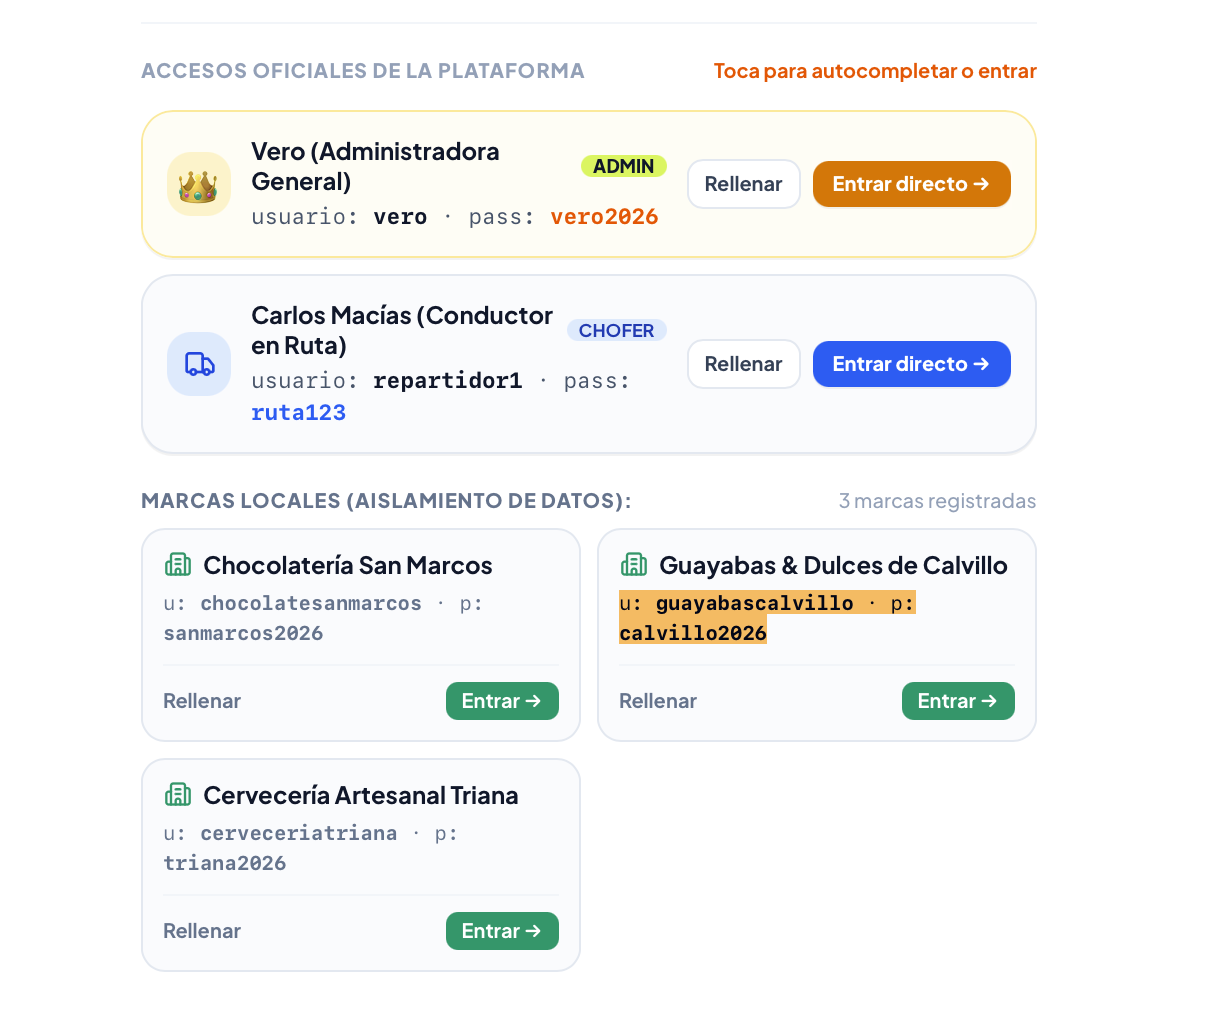 ACCESOS OFICIALES DE LA PLATAFORMA
Toca para autocompletar o entrar
Vero (Administradora
General)
ADMIN
usuario: vero · pass: vero2026
Rellenar
Entrar directo →
Carlos Macías (Conductor
en Ruta)
CHOFER
usuario: repartidor1 · pass:
ruta123
Rellenar
Entrar directo →
MARCAS LOCALES (AISLAMIENTO DE DATOS):
3 marcas registradas
Chocolatería San Marcos
u: chocolatesanmarcos · p:
sanmarcos2026
Rellenar
Entrar →
Guayabas & Dulces de Calvillo
u: guayabascalvillo · p:
calvillo2026
Rellenar
Entrar →
Cervecería Artesanal Triana
u: cerveceriatriana · p:
triana2026
Rellenar
Entrar →